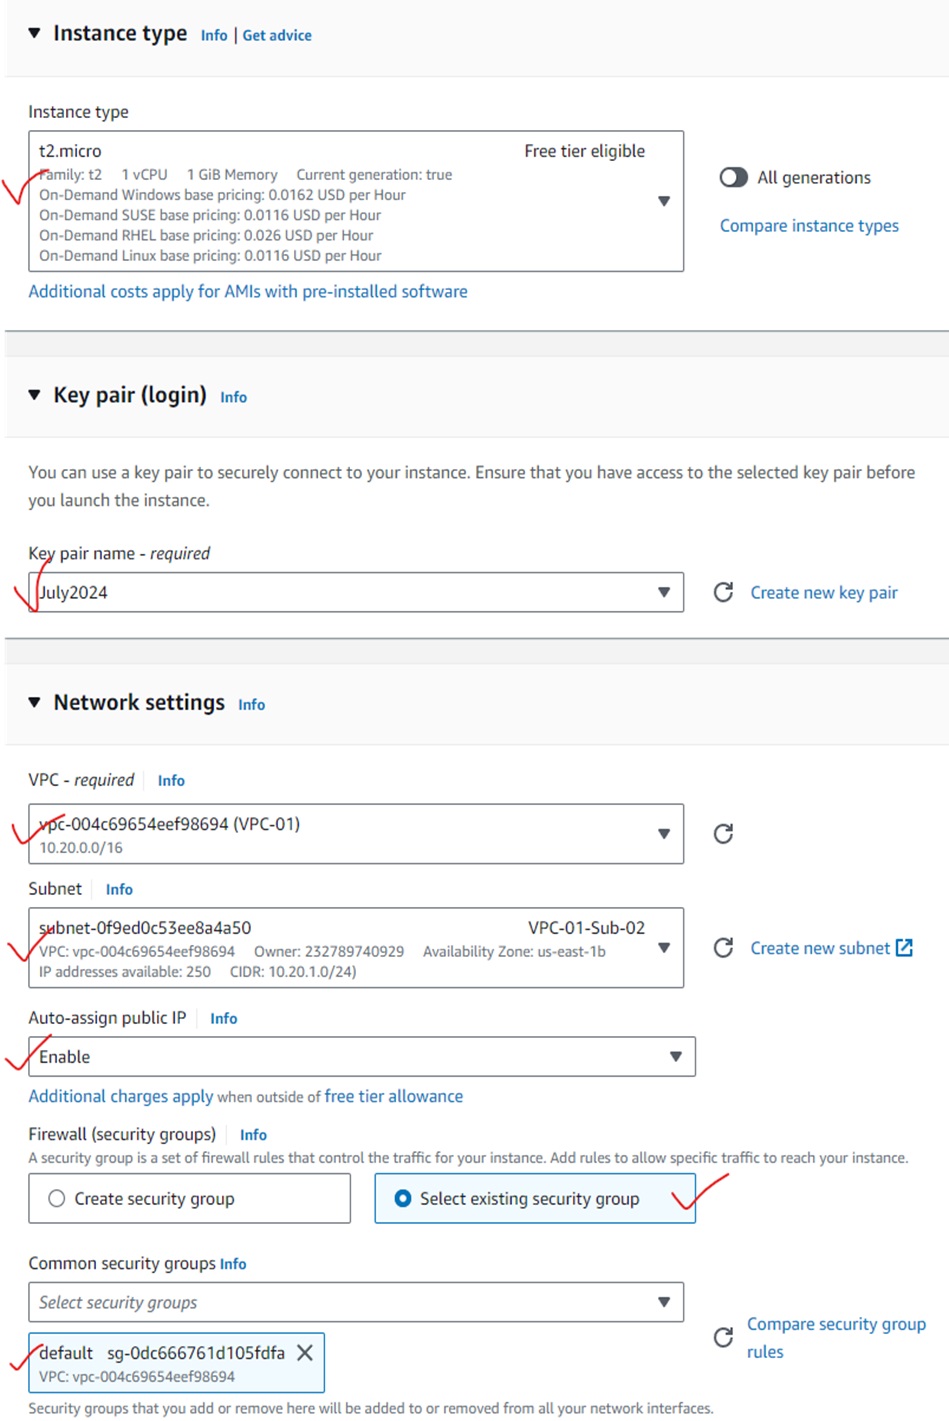 Instance type Info | Get advice
Instance type
t2.micro Free tier eligible
Family: t2 1 vCPU 1 GiB Memory Current generation: true
On-Demand Windows base pricing: 0.0162 USD per Hour
On-Demand SUSE base pricing: 0.0116 USD per Hour
On-Demand RHEL base pricing: 0.026 USD per Hour
On-Demand Linux base pricing: 0.0116 USD per Hour
All generations
Compare instance types
Additional costs apply for AMIs with pre-installed software
Key pair (login) Info
You can use a key pair to securely connect to your instance. Ensure that you have access to the selected key pair before
you launch the instance.
Key pair name - required
July2024
Create new key pair
Network settings Info
VPC - required Info
vpc-004c69654eef98694 (VPC-01)
10.20.0.0/16
Subnet Info
subnet-0f9ed0c53ee8a4a50 VPC-01-Sub-02
VPC: vpc-004c69654eef98694 Owner: 232789740929 Availability Zone: us-east-1b
IP addresses available: 250 CIDR: 10.20.1.0/24)
Create new subnet
Auto-assign public IP Info
Enable
Additional charges apply when outside of free tier allowance
Firewall (security groups) Info
A security group is a set of firewall rules that control the traffic for your instance. Add rules to allow specific traffic to reach your instance.
Create security group
Select existing security group
Common security groups Info
Select security groups
default sg-0dc666761d105fdfa
VPC: vpc-004c69654eef98694
Compare security group
rules
Security groups that you add or remove here will be added to or removed from all your network interfaces.